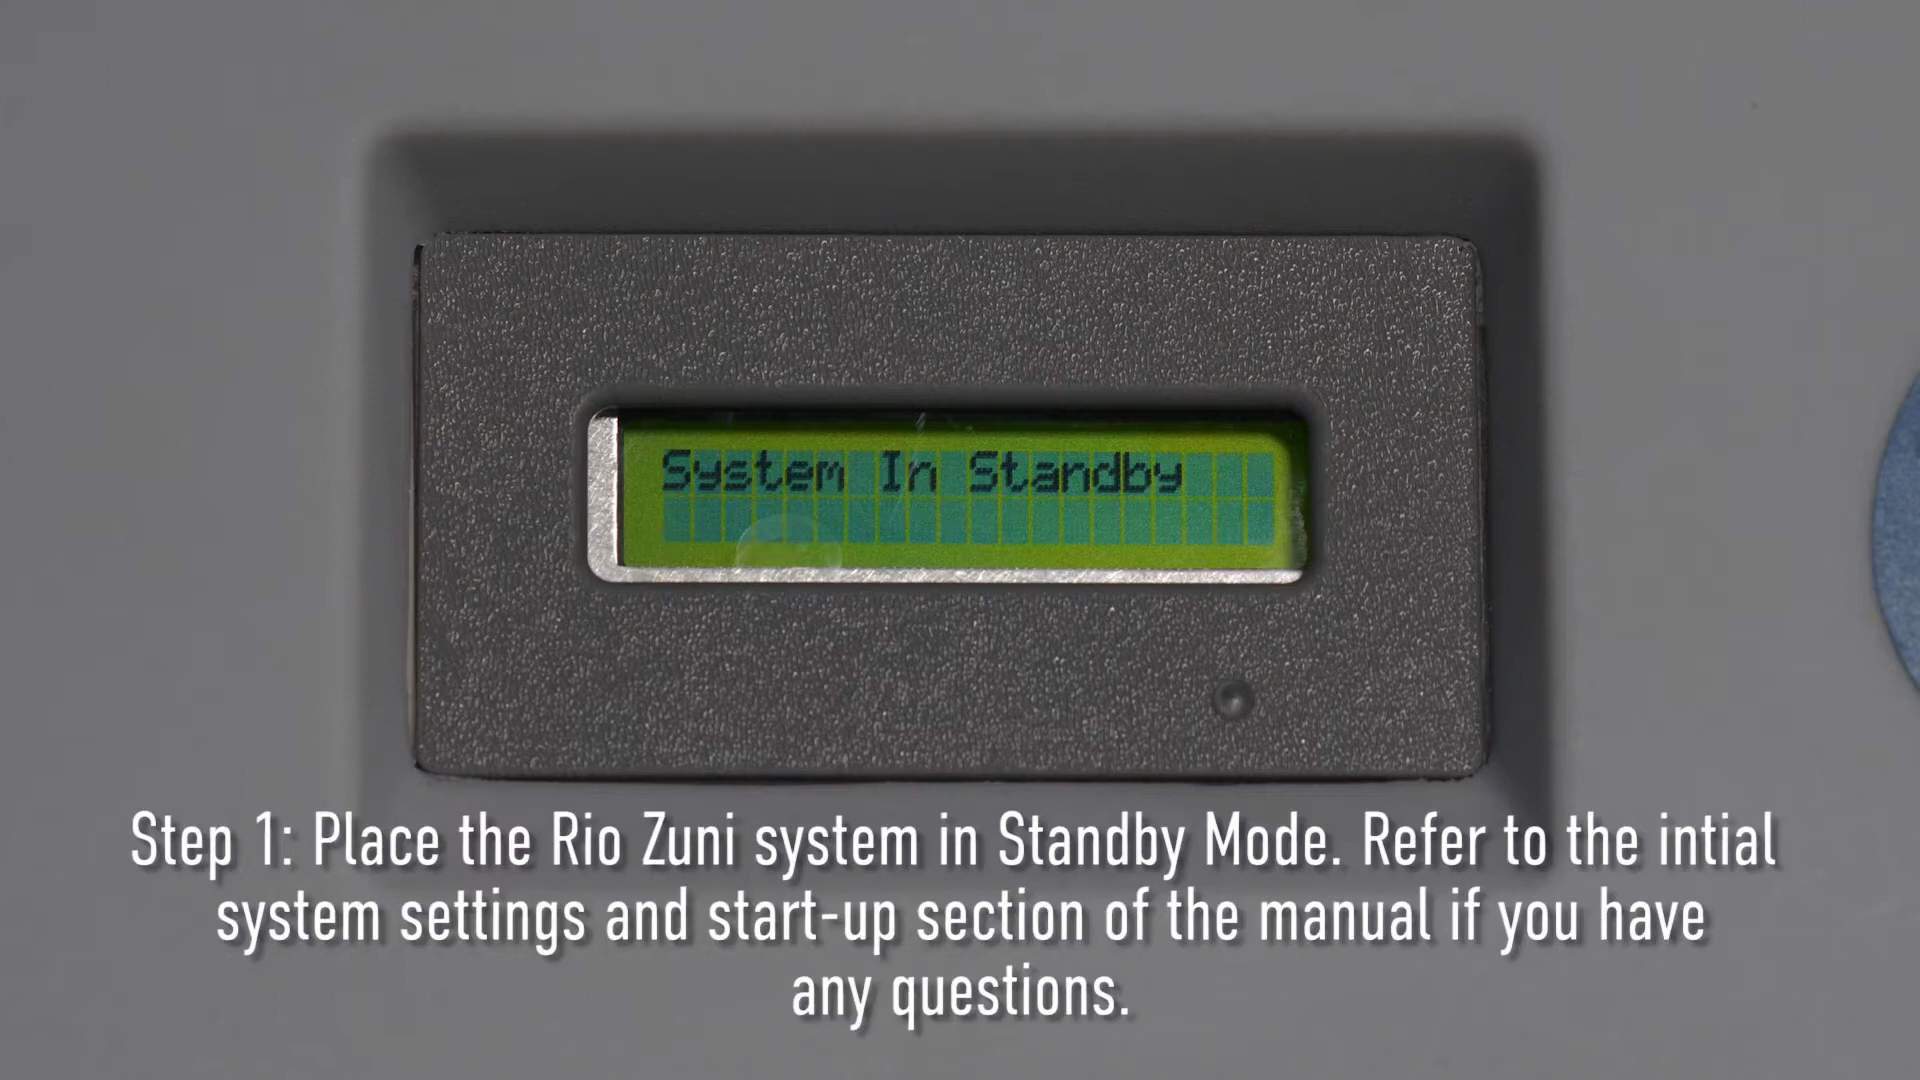 System In Standby
Step 1: Place the Rio Zuni system in Standby Mode. Refer to the intial
system settings and start-up section of the manual if you have
any questions.